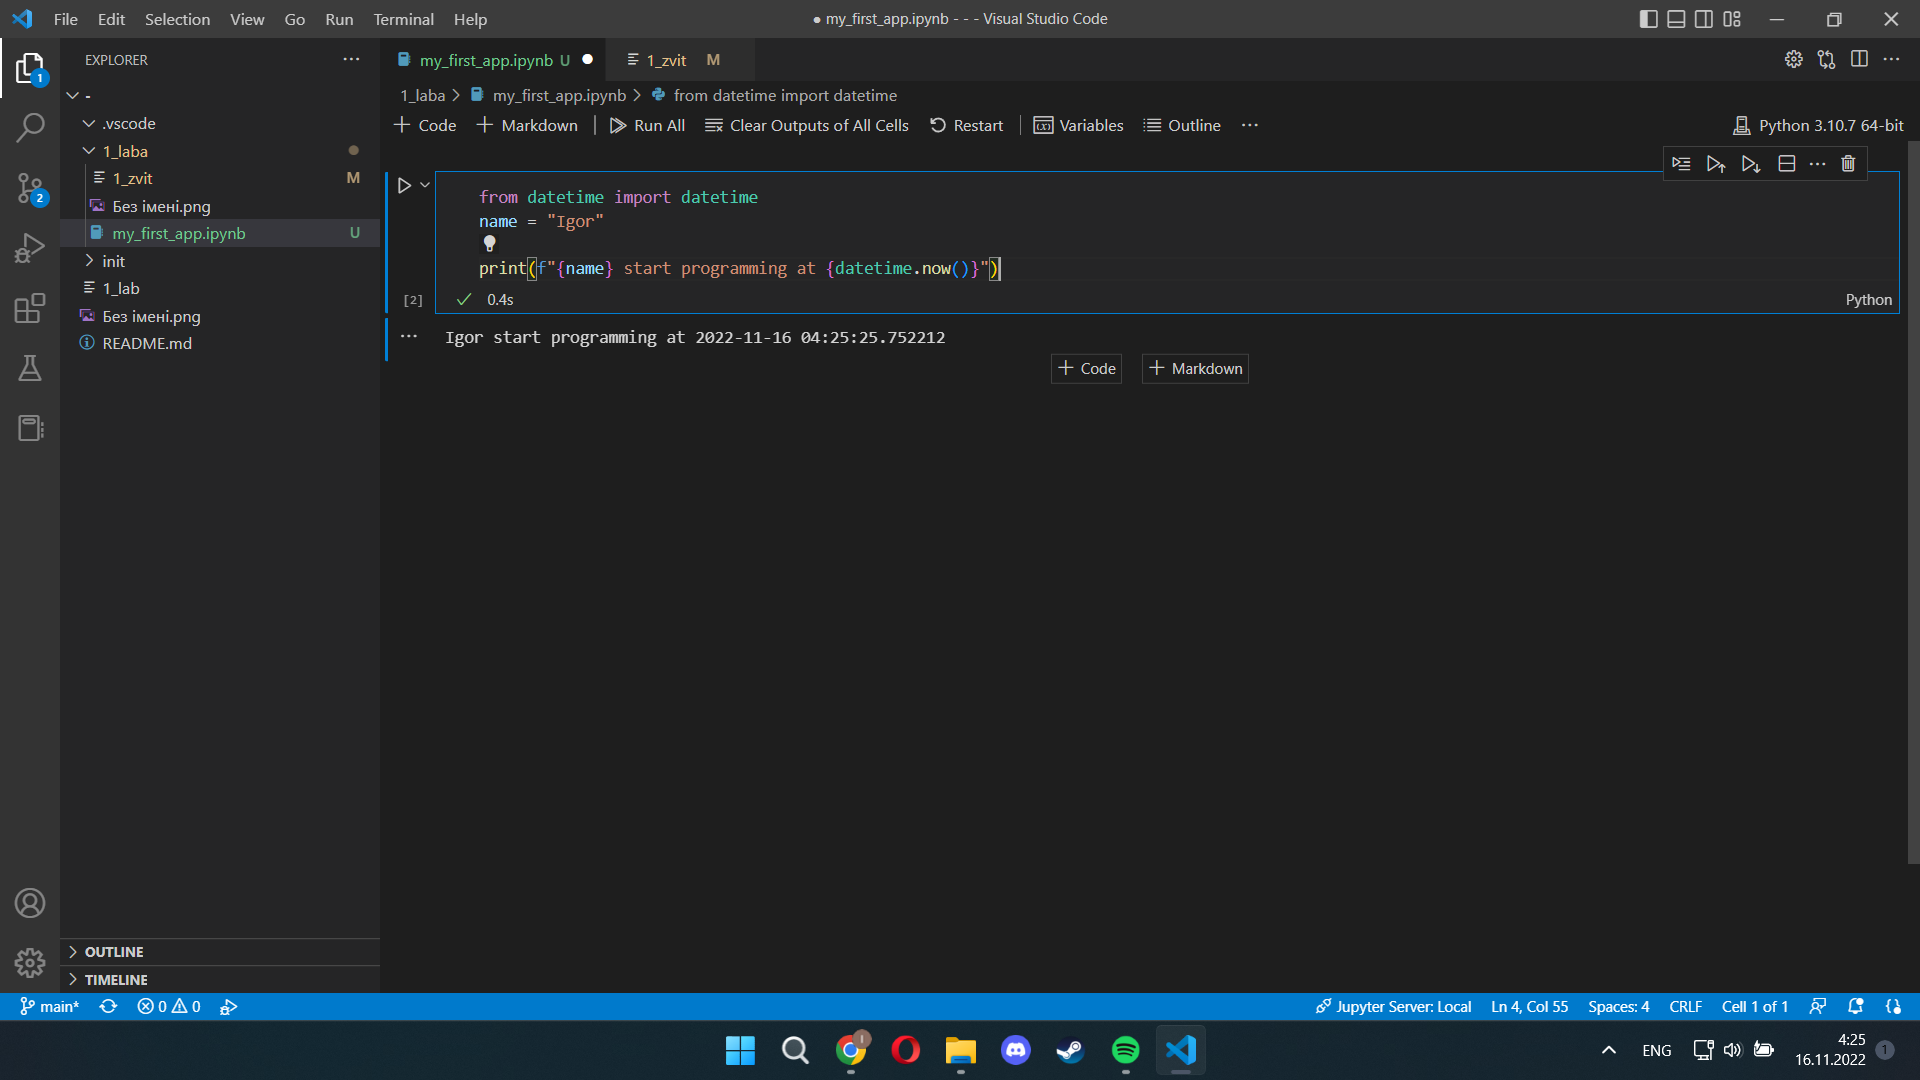 File Edit Selection View Go Run Terminal Help
● my_first_app.ipynb - - - Visual Studio Code
EXPLORER
my_first_app.ipynb U
1_zvit M
-
1_laba > my_first_app.ipynb > from datetime import datetime
.vscode
+ Code + Markdown | Run All Clear Outputs of All Cells Restart | Variables Outline ...
Python 3.10.7 64-bit
1_laba
1_zvit M
Без імені.png
my_first_app.ipynb U
init
1_lab
Без імені.png
README.md
from datetime import datetime
name = "Igor"
print(f"{name} start programming at {datetime.now()}")
[2] ✓ 0.4s
Python
Igor start programming at 2022-11-16 04:25:25.752212
+ Code + Markdown
OUTLINE
TIMELINE
main* 0 0
Jupyter Server: Local Ln 4, Col 55 Spaces: 4 CRLF Cell 1 of 1
1
2
I
ENG
4:25
16.11.2022
1